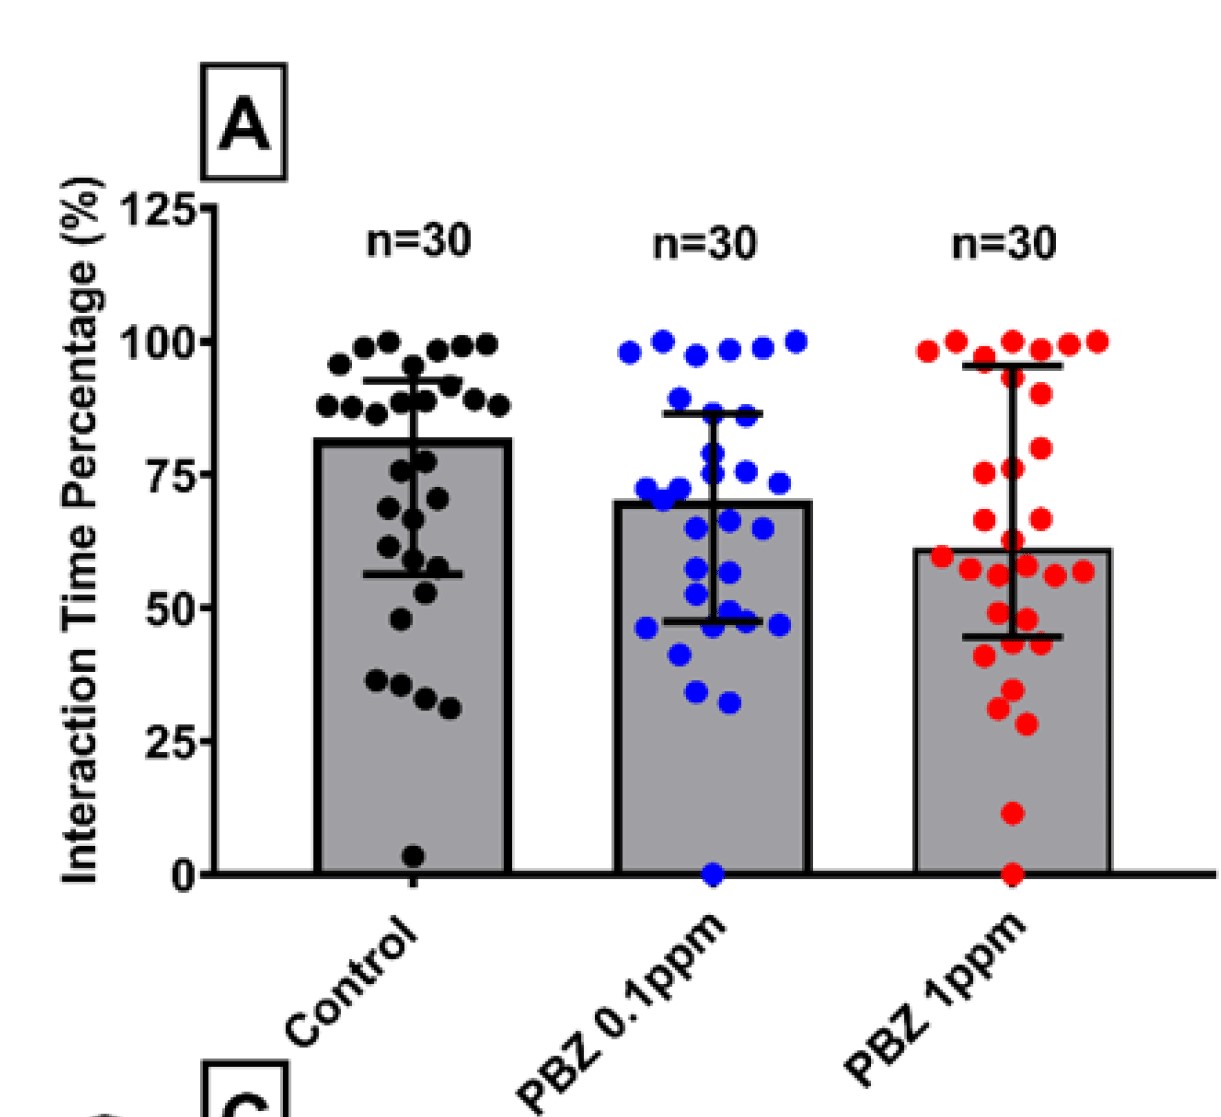 A
Interaction Time Percentage (%)
125
100
75
50
25
0
n=30
n=30
n=30
Control
PBZ 0.1ppm
PBZ 1ppm
C